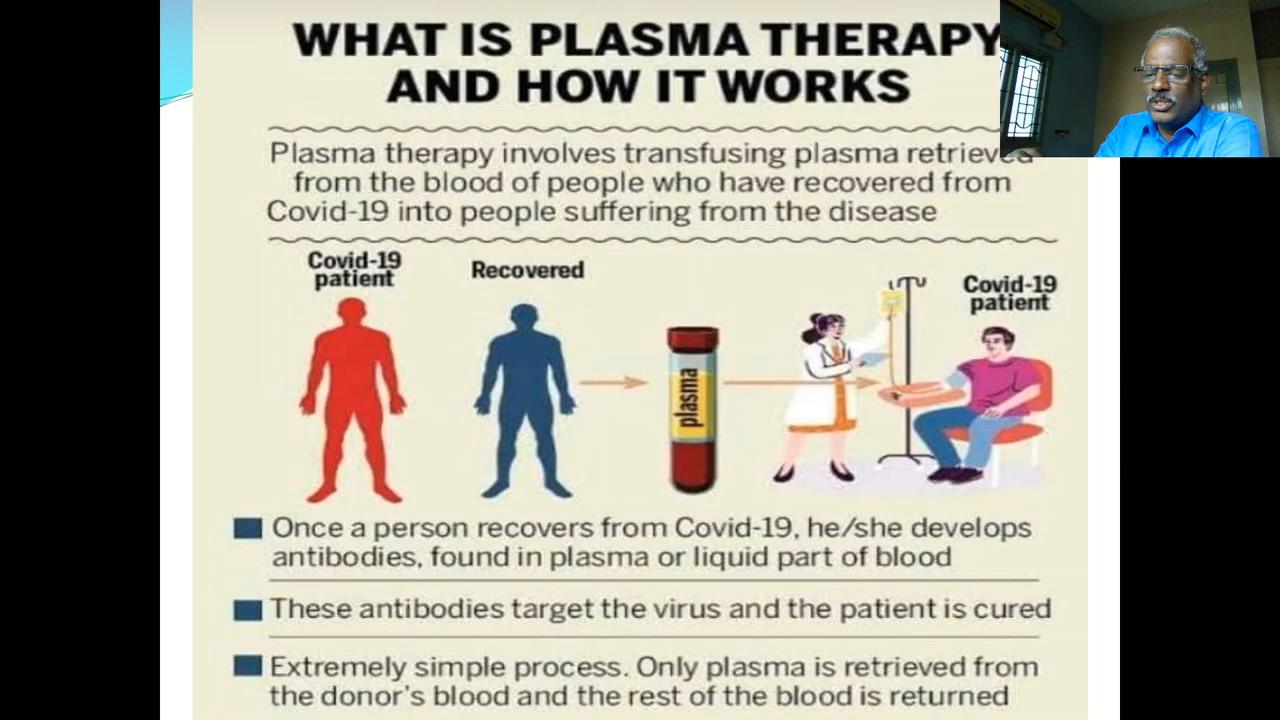 WHAT IS PLASMA THERAPY
AND HOW IT WORKS
Plasma therapy involves transfusing plasma retrieved
from the blood of people who have recovered from
Covid-19 into people suffering from the disease
Covid-19
patient
Recovered
Covid-19
patient
plasma
Once a person recovers from Covid-19, he/she develops
antibodies, found in plasma or liquid part of blood
These antibodies target the virus and the patient is cured
Extremely simple process. Only plasma is retrieved from
the donor's blood and the rest of the blood is returned